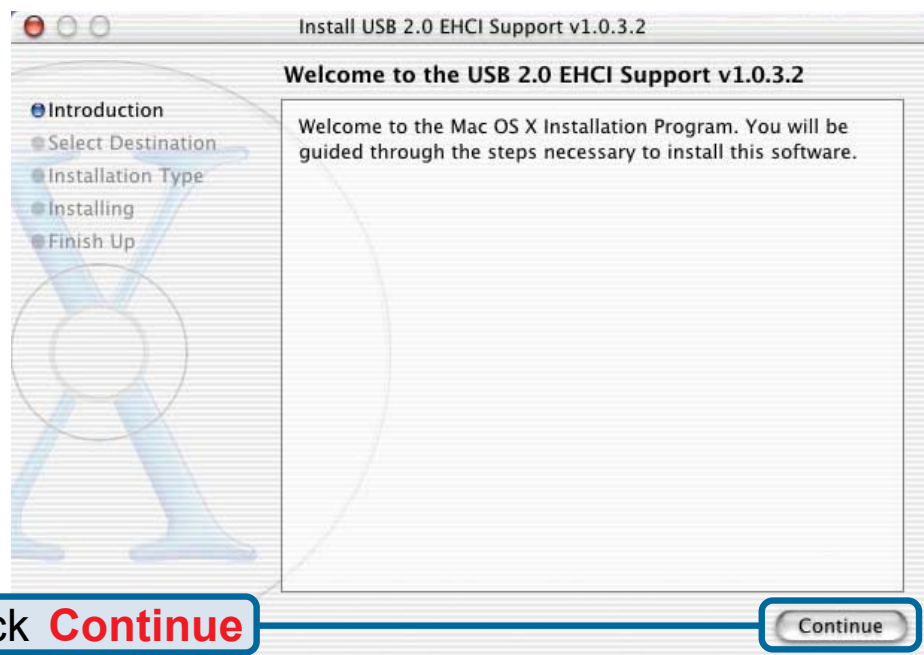 Install USB 2.0 EHCI Support v1.0.3.2
Welcome to the USB 2.0 EHCI Support v1.0.3.2
Introduction
Select Destination
Installation Type
Installing
Finish Up
Welcome to the Mac OS X Installation Program. You will be
guided through the steps necessary to install this software.
Continue
Continue